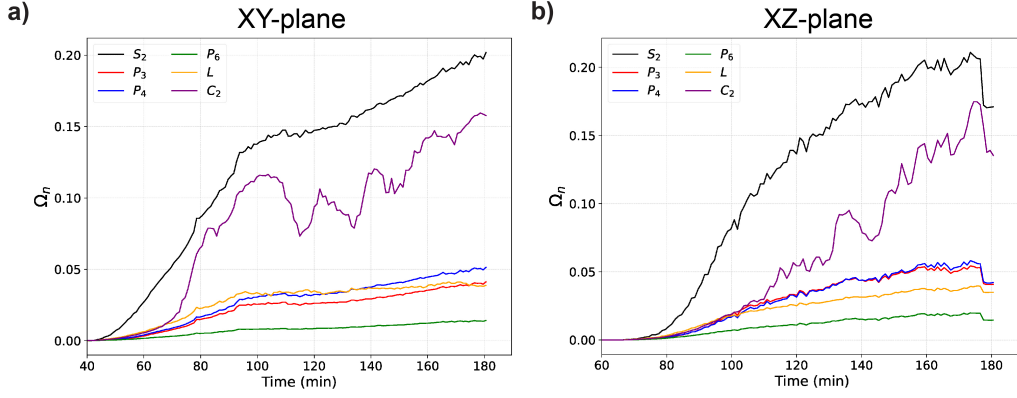 a)
XY-plane
0.20
0.15
0.10
0.05
0.00
Ωn
S2
P3
P4
P6
L
C2
40 60 80 100 120 140 160 180
Time (min)
b)
XZ-plane
0.20
0.15
0.10
0.05
0.00
Ωn
S2
P3
P4
P6
L
C2
60 80 100 120 140 160 180
Time (min)